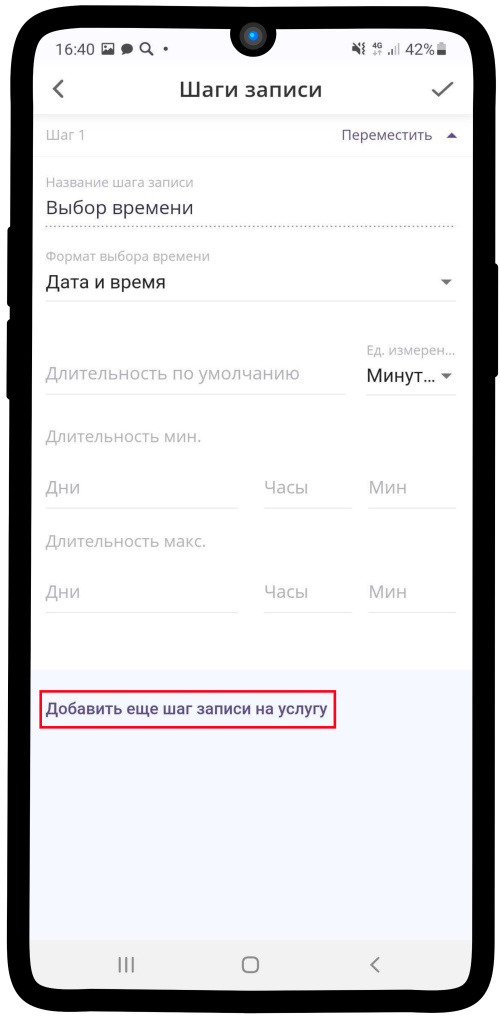 16:40 4G 42%
Шаги записи
Шаг 1 Переместить
Название шага записи
Выбор времени
Формат выбора времени
Дата и время
Ед. измерен...
Длительность по умолчанию Минут...
Длительность мин.
Дни Часы Мин
Длительность макс.
Дни Часы Мин
Добавить еще шаг записи на услугу